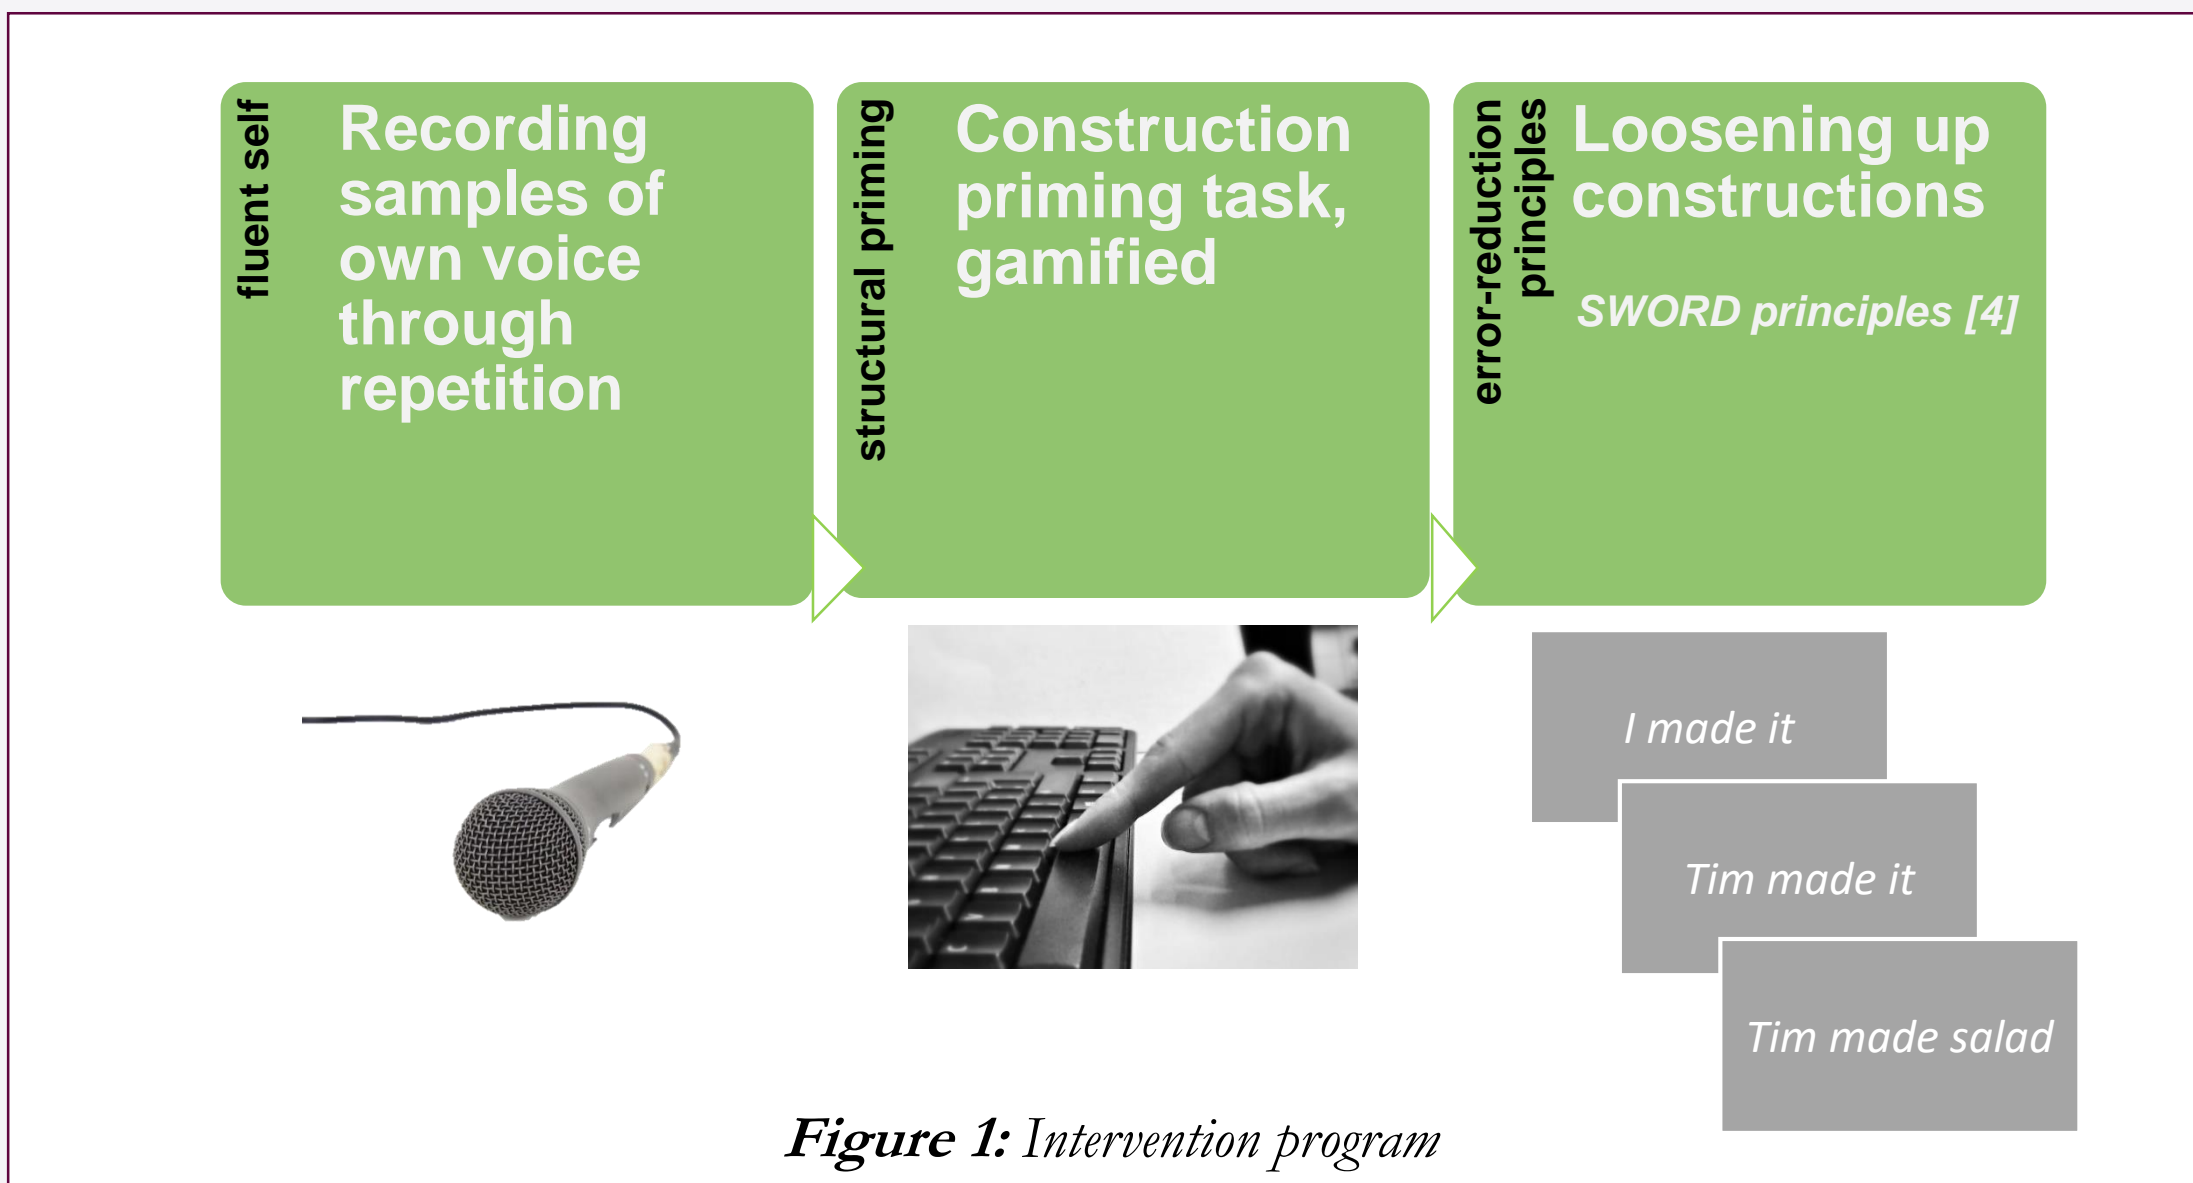 fluent self
Recording
samples of
own voice
through
repetition
structural priming
Construction
priming task,
gamified
error-reduction
principles
Loosening up
constructions
SWORD principles [4]
I made it
Tim made it
Tim made salad
Figure 1: Intervention program